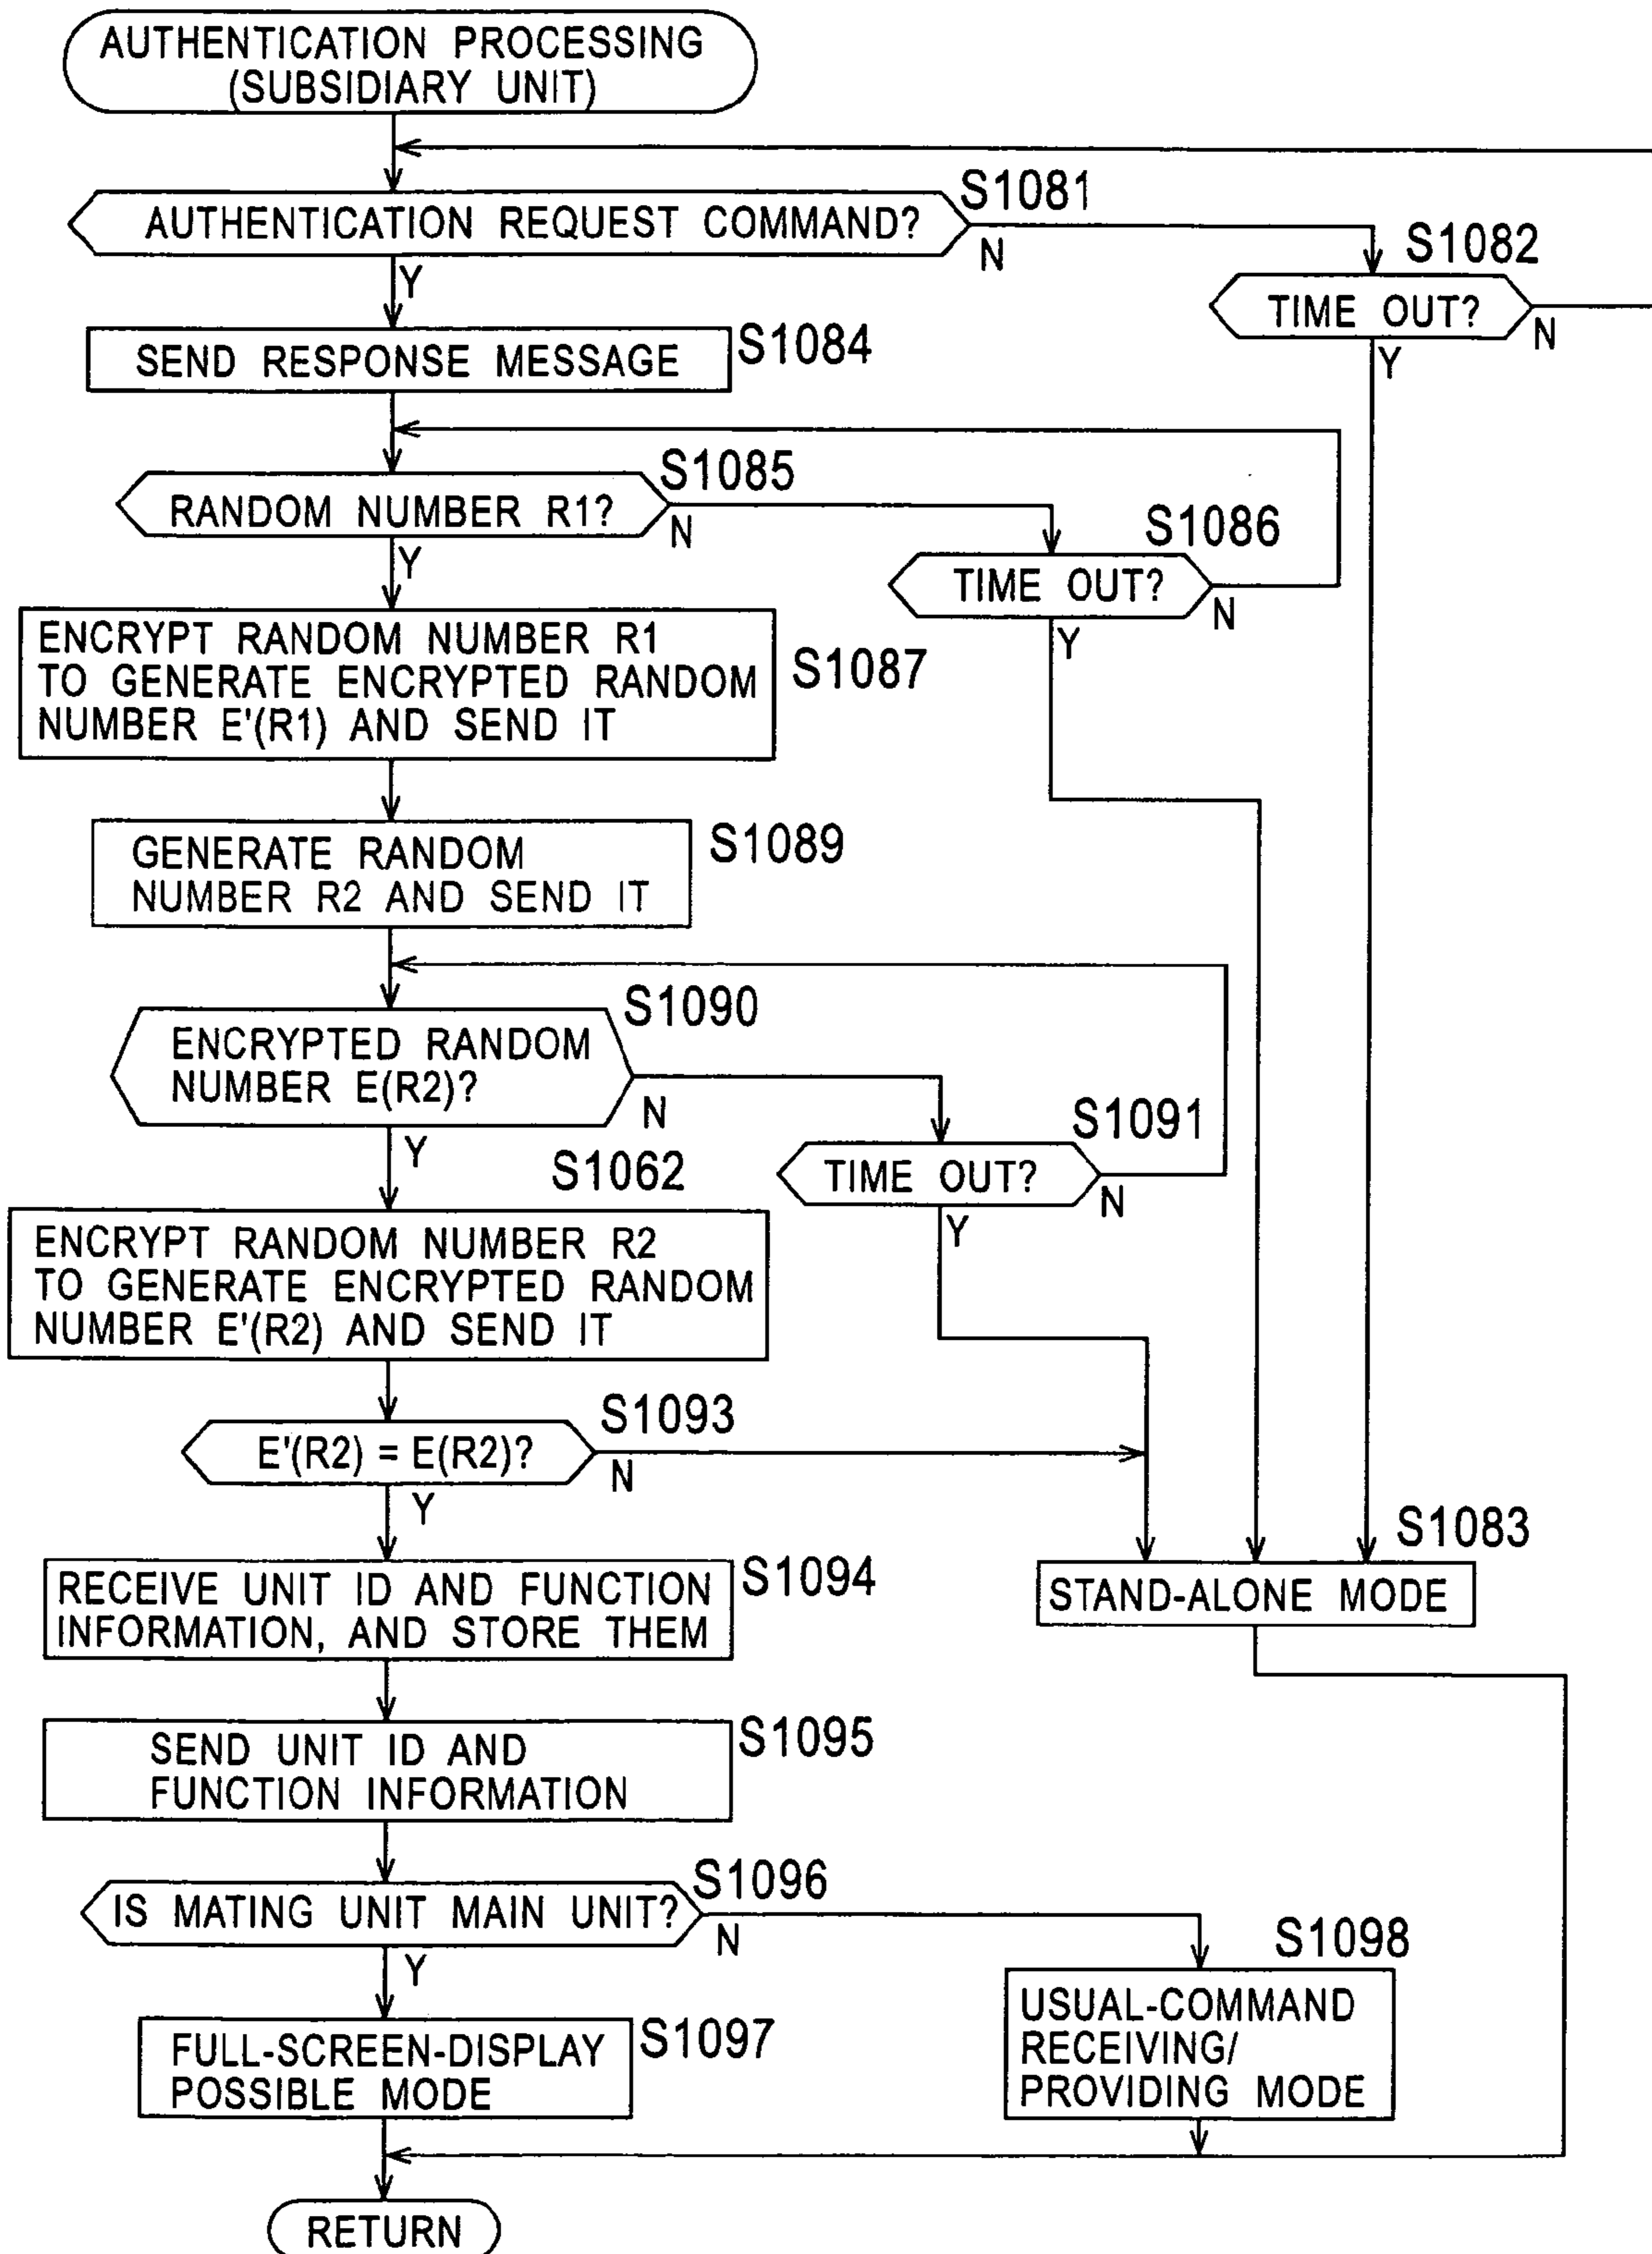 AUTHENTICATION PROCESSING
(SUBSIDIARY UNIT)
S1081
AUTHENTICATION REQUEST COMMAND?
N
S1082
Y
TIME OUT?
N
S1084
SEND RESPONSE MESSAGE
Y
S1085
RANDOM NUMBER R1?
N
S1086
Y
TIME OUT?
N
ENCRYPT RANDOM NUMBER R1
TO GENERATE ENCRYPTED RANDOM
NUMBER E'(R1) AND SEND IT
S1087
Y
S1089
GENERATE RANDOM
NUMBER R2 AND SEND IT
S1090
ENCRYPTED RANDOM
NUMBER E(R2)?
N
S1091
Y
S1062
TIME OUT?
N
Y
ENCRYPT RANDOM NUMBER R2
TO GENERATE ENCRYPTED RANDOM
NUMBER E'(R2) AND SEND IT
S1093
E'(R2) = E(R2)?
N
Y
S1083
S1094
RECEIVE UNIT ID AND FUNCTION
INFORMATION, AND STORE THEM
STAND-ALONE MODE
S1095
SEND UNIT ID AND
FUNCTION INFORMATION
S1096
IS MATING UNIT MAIN UNIT?
N
S1098
Y
USUAL-COMMAND
RECEIVING/
PROVIDING MODE
S1097
FULL-SCREEN-DISPLAY
POSSIBLE MODE
RETURN